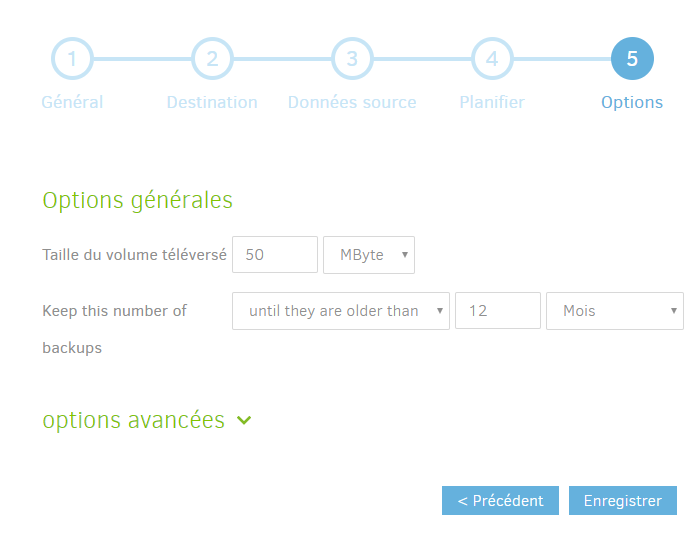 1 2 3 4 5
Général Destination Données source Planifier Options
Options générales
Taille du volume téléversé 50 MByte
Keep this number of until they are older than 12 Mois
backups
options avancées
< Précédent Enregistrer